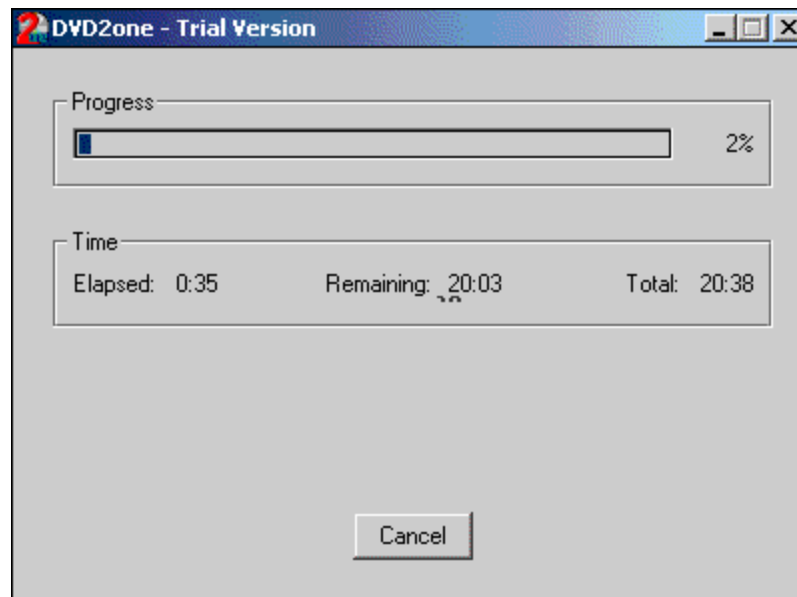 DVD2one - Trial Version
Progress
2%
Time
Elapsed: 0:35 Remaining: 20:03 Total: 20:38
Cancel